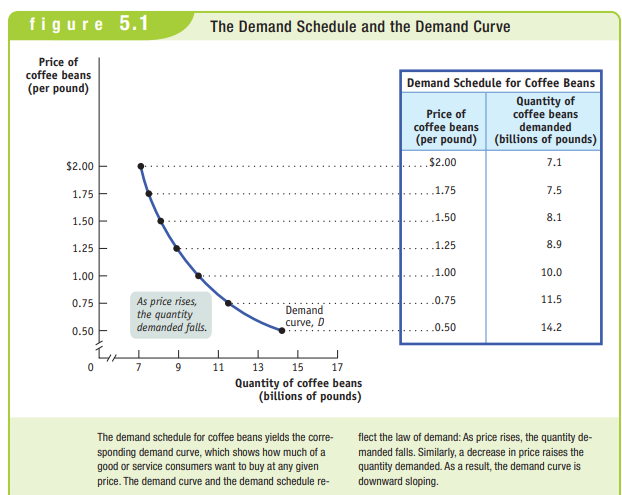 figure 5.1
The Demand Schedule and the Demand Curve
Price of
coffee beans
(per pound)
$2.00
1.75
1.50
1.25
1.00
0.75
0.50
0
7 9 11 13 15 17
Quantity of coffee beans
(billions of pounds)
As price rises,
the quantity
demanded falls.
Demand
curve, D
Demand Schedule for Coffee Beans
Price of
coffee beans
(per pound)
Quantity of
coffee beans
demanded
(billions of pounds)
$2.00 7.1
1.75 7.5
1.50 8.1
1.25 8.9
1.00 10.0
0.75 11.5
0.50 14.2
The demand schedule for coffee beans yields the corre-
sponding demand curve, which shows how much of a
good or service consumers want to buy at any given
price. The demand curve and the demand schedule re-
flect the law of demand: As price rises, the quantity de-
manded falls. Similarly, a decrease in price raises the
quantity demanded. As a result, the demand curve is
downward sloping.